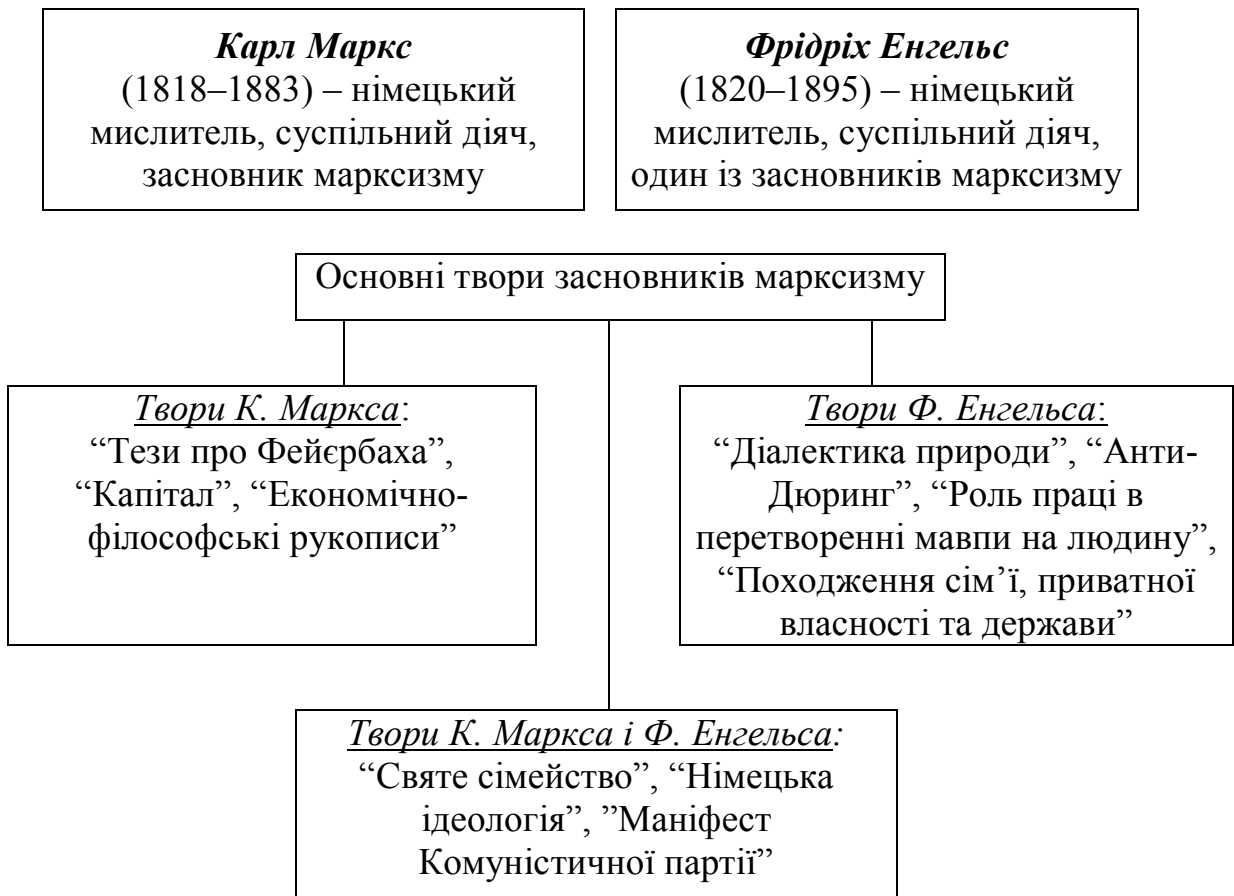 Карл Маркс
(1818–1883) – німецький
мислитель, суспільний діяч,
засновник марксизму
Фрідріх Енгельс
(1820–1895) – німецький
мислитель, суспільний діяч,
один із засновників марксизму
Основні твори засновників марксизму
Твори К. Маркса:
“Тези про Фейєрбаха”,
“Капітал”, “Економічно-
філософські рукописи”
Твори Ф. Енгельса:
“Діалектика природи”, “Анти-
Дюринг”, “Роль праці в
перетворенні мавпи на людину”,
“Походження сім’ї, приватної
власності та держави”
Твори К. Маркса і Ф. Енгельса:
“Святе сімейство”, “Німецька
ідеологія”, ”Маніфест
Комуністичної партії”